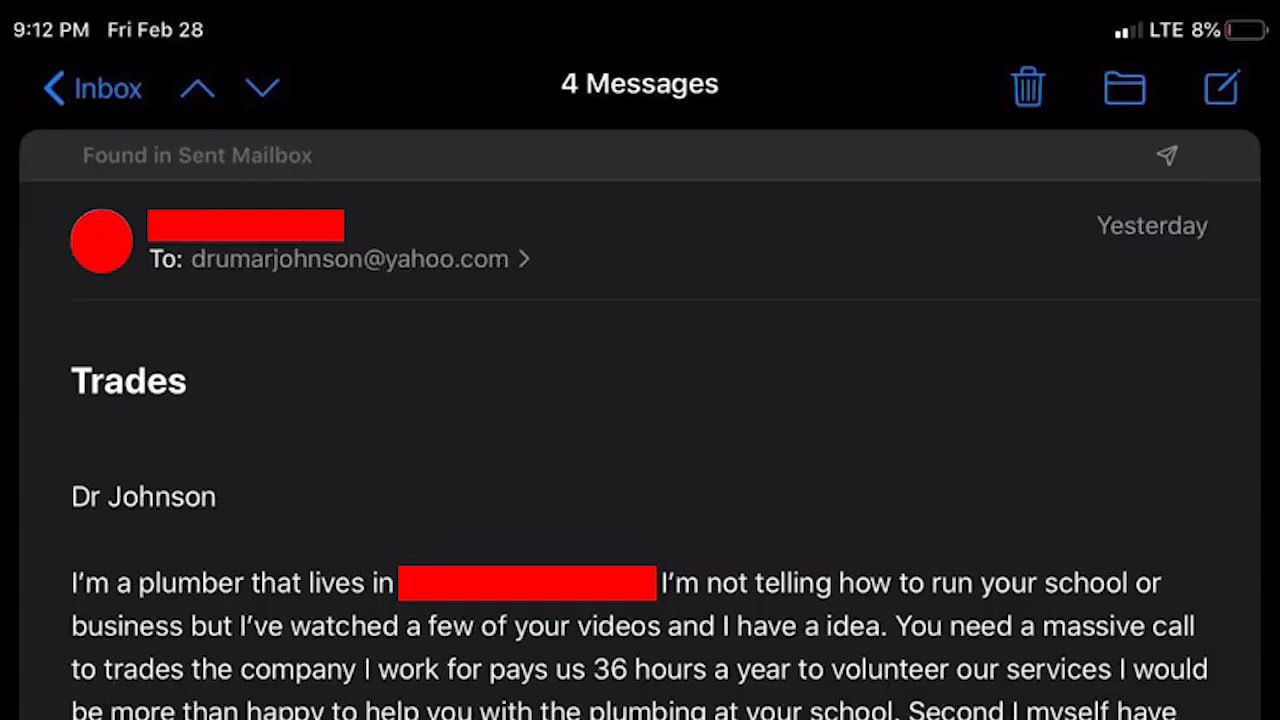 9:12 PM Fri Feb 28
LTE 8%
Inbox
4 Messages
Found in Sent Mailbox
Yesterday
To: drumarjohnson@yahoo.com
Trades
Dr Johnson
I'm a plumber that lives in I'm not telling how to run your school or
business but I've watched a few of your videos and I have a idea. You need a massive call
to trades the company I work for pays us 36 hours a year to volunteer our services I would
be more than happy to help you with the plumbing at your school. Second I myself have